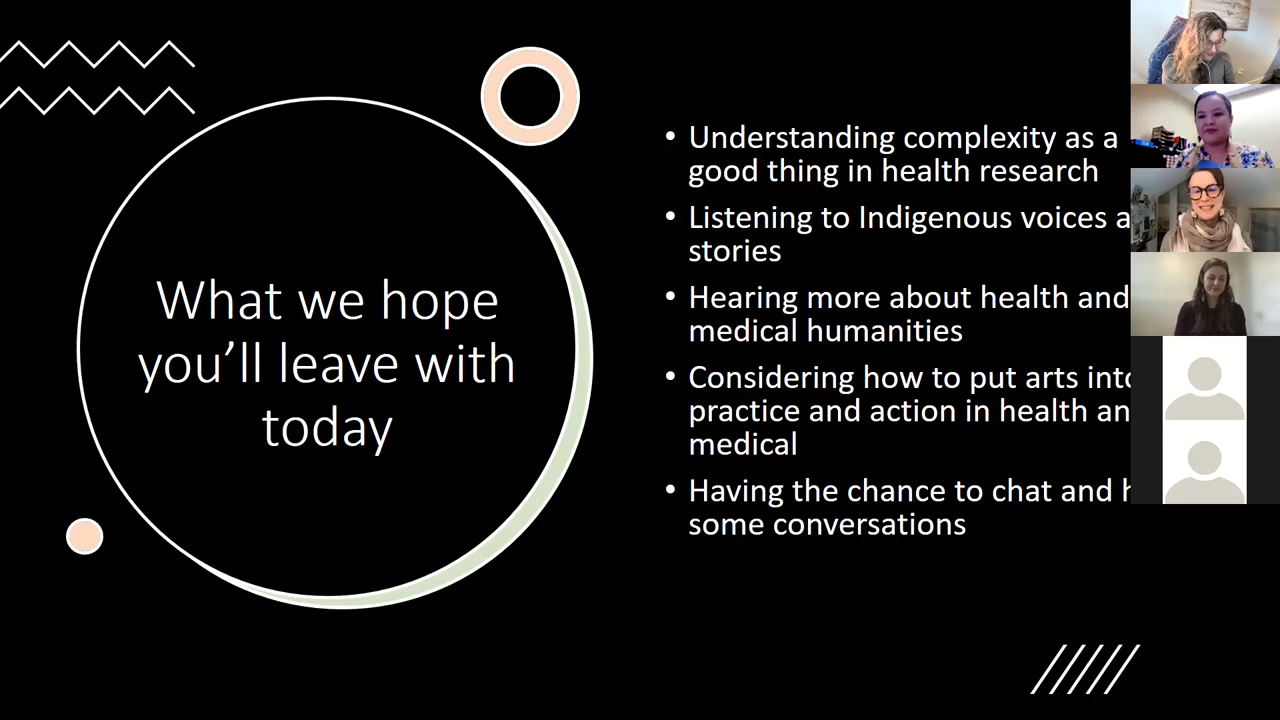 What we hope
you'll leave with
today
• Understanding complexity as a
good thing in health research
• Listening to Indigenous voices
stories
• Hearing more about health and
medical humanities
• Considering how to put arts into
practice and action in health
medical
• Having the chance to chat and
some conversations